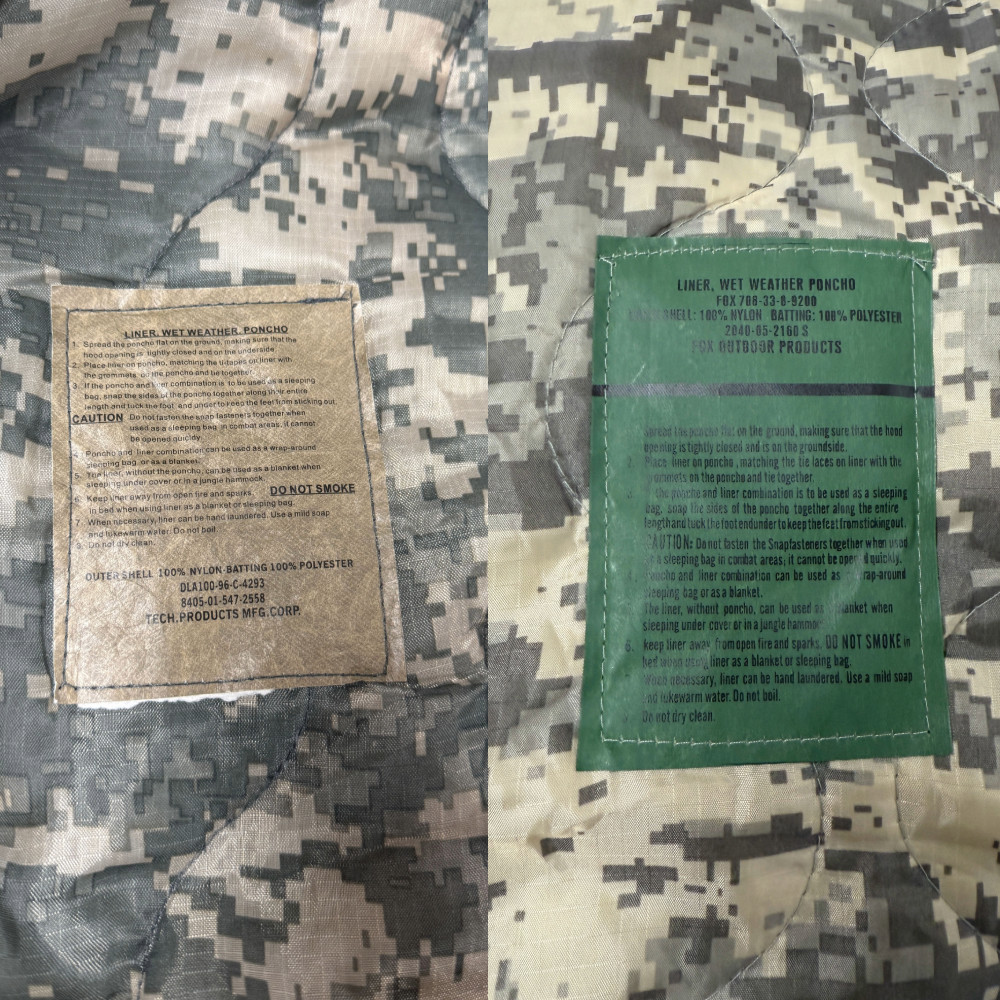 LINER, WET WEATHER, PONCHO
1. Spread the poncho flat on the ground, making sure that the
hood opening is tightly closed and on the underside.
2. Place liner on poncho, matching the tapes on liner with
the grommets on the poncho and tie together.
3. If the poncho and liner combination is to be used as a sleeping
bag, snap the sides of the poncho together along their entire
length and tuck the foot end under to keep the feet from sticking out.
CAUTION Do not fasten the snap fasteners together when
used as a sleeping bag in combat areas, it cannot
be opened quickly.
Poncho and liner combination can be used as a wrap-around
sleeping bag, or as a blanket.
5. The liner, without the poncho, can be used as a blanket when
sleeping under cover or in a jungle hammock.
6. Keep liner away from open fire and sparks. DO NOT SMOKE
in bed when using liner as a blanket or sleeping bag.
7. When necessary, liner can be hand laundered. Use a mild soap
and lukewarm water. Do not boil.
Do not dry clean.
OUTER SHELL 100% NYLON-BATTING 100% POLYESTER
DLA100-96-C-4293
8405-01-547-2558
TECH.PRODUCTS MFG.CORP.
LINER, WET WEATHER PONCHO
FOX 708-33-8-9200
SHELL: 100% NYLON BATTING: 100% POLYESTER
2040-05-2160 S
FOX OUTDOOR PRODUCTS
Spread the poncho flat on the ground, making sure that the hood
opening is tightly closed and is on the groundside.
Place liner on poncho, matching the tie laces on liner with the
grommets on the poncho and tie together.
the poncho and liner combination is to be used as a sleeping
bag, snap the sides of the poncho together along the entire
length and tuck the foot endunder to keep the feat from sticking out.
CAUTION: Do not fasten the Snapfasteners together when used
a sleeping bag in combat areas; it cannot be opened quickly.
Poncho and liner combination can be used as wrap-around
sleeping bag or as a blanket.
The liner, without poncho, can be used as blanket when
sleeping under cover or in a jungle hammock
6. keep liner away from open fire and sparks. DO NOT SMOKE in
bed when using liner as a blanket or sleeping bag.
When necessary, liner can be hand laundered. Use a mild soap
and lukewarm water. Do not boil.
Do not dry clean.